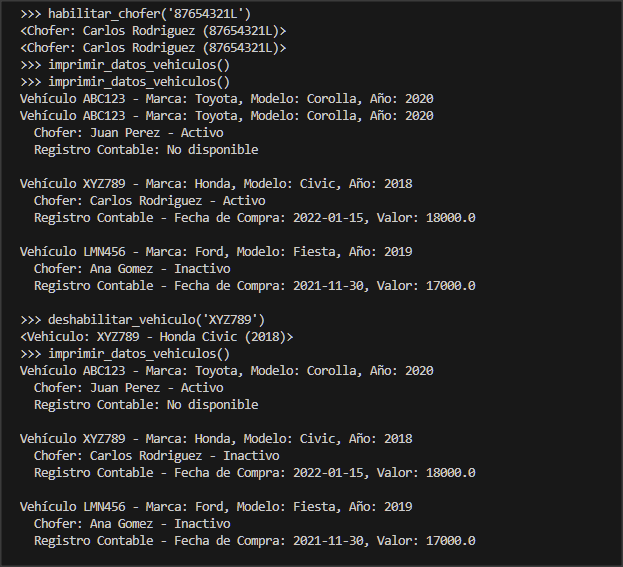 >>> habilitar_chofer('87654321L')
<Chofer: Carlos Rodriguez (87654321L)>
<Chofer: Carlos Rodriguez (87654321L)>
>>> imprimir_datos_vehiculos()
>>> imprimir_datos_vehiculos()
Vehículo ABC123 - Marca: Toyota, Modelo: Corolla, Año: 2020
Vehículo ABC123 - Marca: Toyota, Modelo: Corolla, Año: 2020
  Chofer: Juan Perez - Activo
  Registro Contable: No disponible

Vehículo XYZ789 - Marca: Honda, Modelo: Civic, Año: 2018
  Chofer: Carlos Rodriguez - Activo
  Registro Contable - Fecha de Compra: 2022-01-15, Valor: 18000.0

Vehículo LMN456 - Marca: Ford, Modelo: Fiesta, Año: 2019
  Chofer: Ana Gomez - Inactivo
  Registro Contable - Fecha de Compra: 2021-11-30, Valor: 17000.0

>>> deshabilitar_vehiculo('XYZ789')
<Vehiculo: XYZ789 - Honda Civic (2018)>
>>> imprimir_datos_vehiculos()
Vehículo ABC123 - Marca: Toyota, Modelo: Corolla, Año: 2020
  Chofer: Juan Perez - Activo
  Registro Contable: No disponible

Vehículo XYZ789 - Marca: Honda, Modelo: Civic, Año: 2018
  Chofer: Carlos Rodriguez - Inactivo
  Registro Contable - Fecha de Compra: 2022-01-15, Valor: 18000.0

Vehículo LMN456 - Marca: Ford, Modelo: Fiesta, Año: 2019
  Chofer: Ana Gomez - Inactivo
  Registro Contable - Fecha de Compra: 2021-11-30, Valor: 17000.0